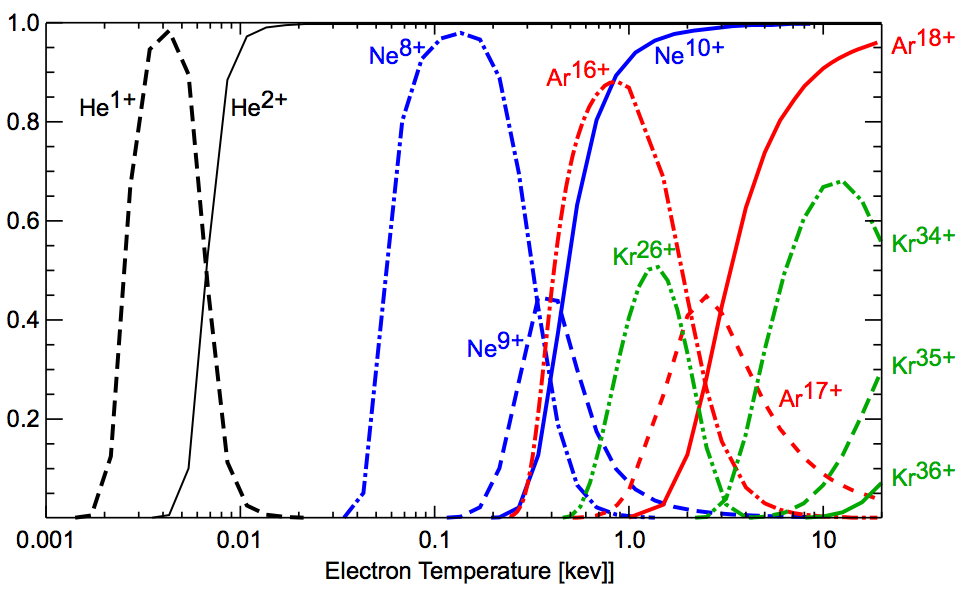 1.0
0.8
0.6
0.4
0.2
He1+
He2+
Ne8+
Ne9+
Ar16+
Ne10+
Kr26+
Ar17+
Ar18+
Kr34+
Kr35+
Kr36+
0.001
0.01
0.1
1.0
10
Electron Temperature [kev]]